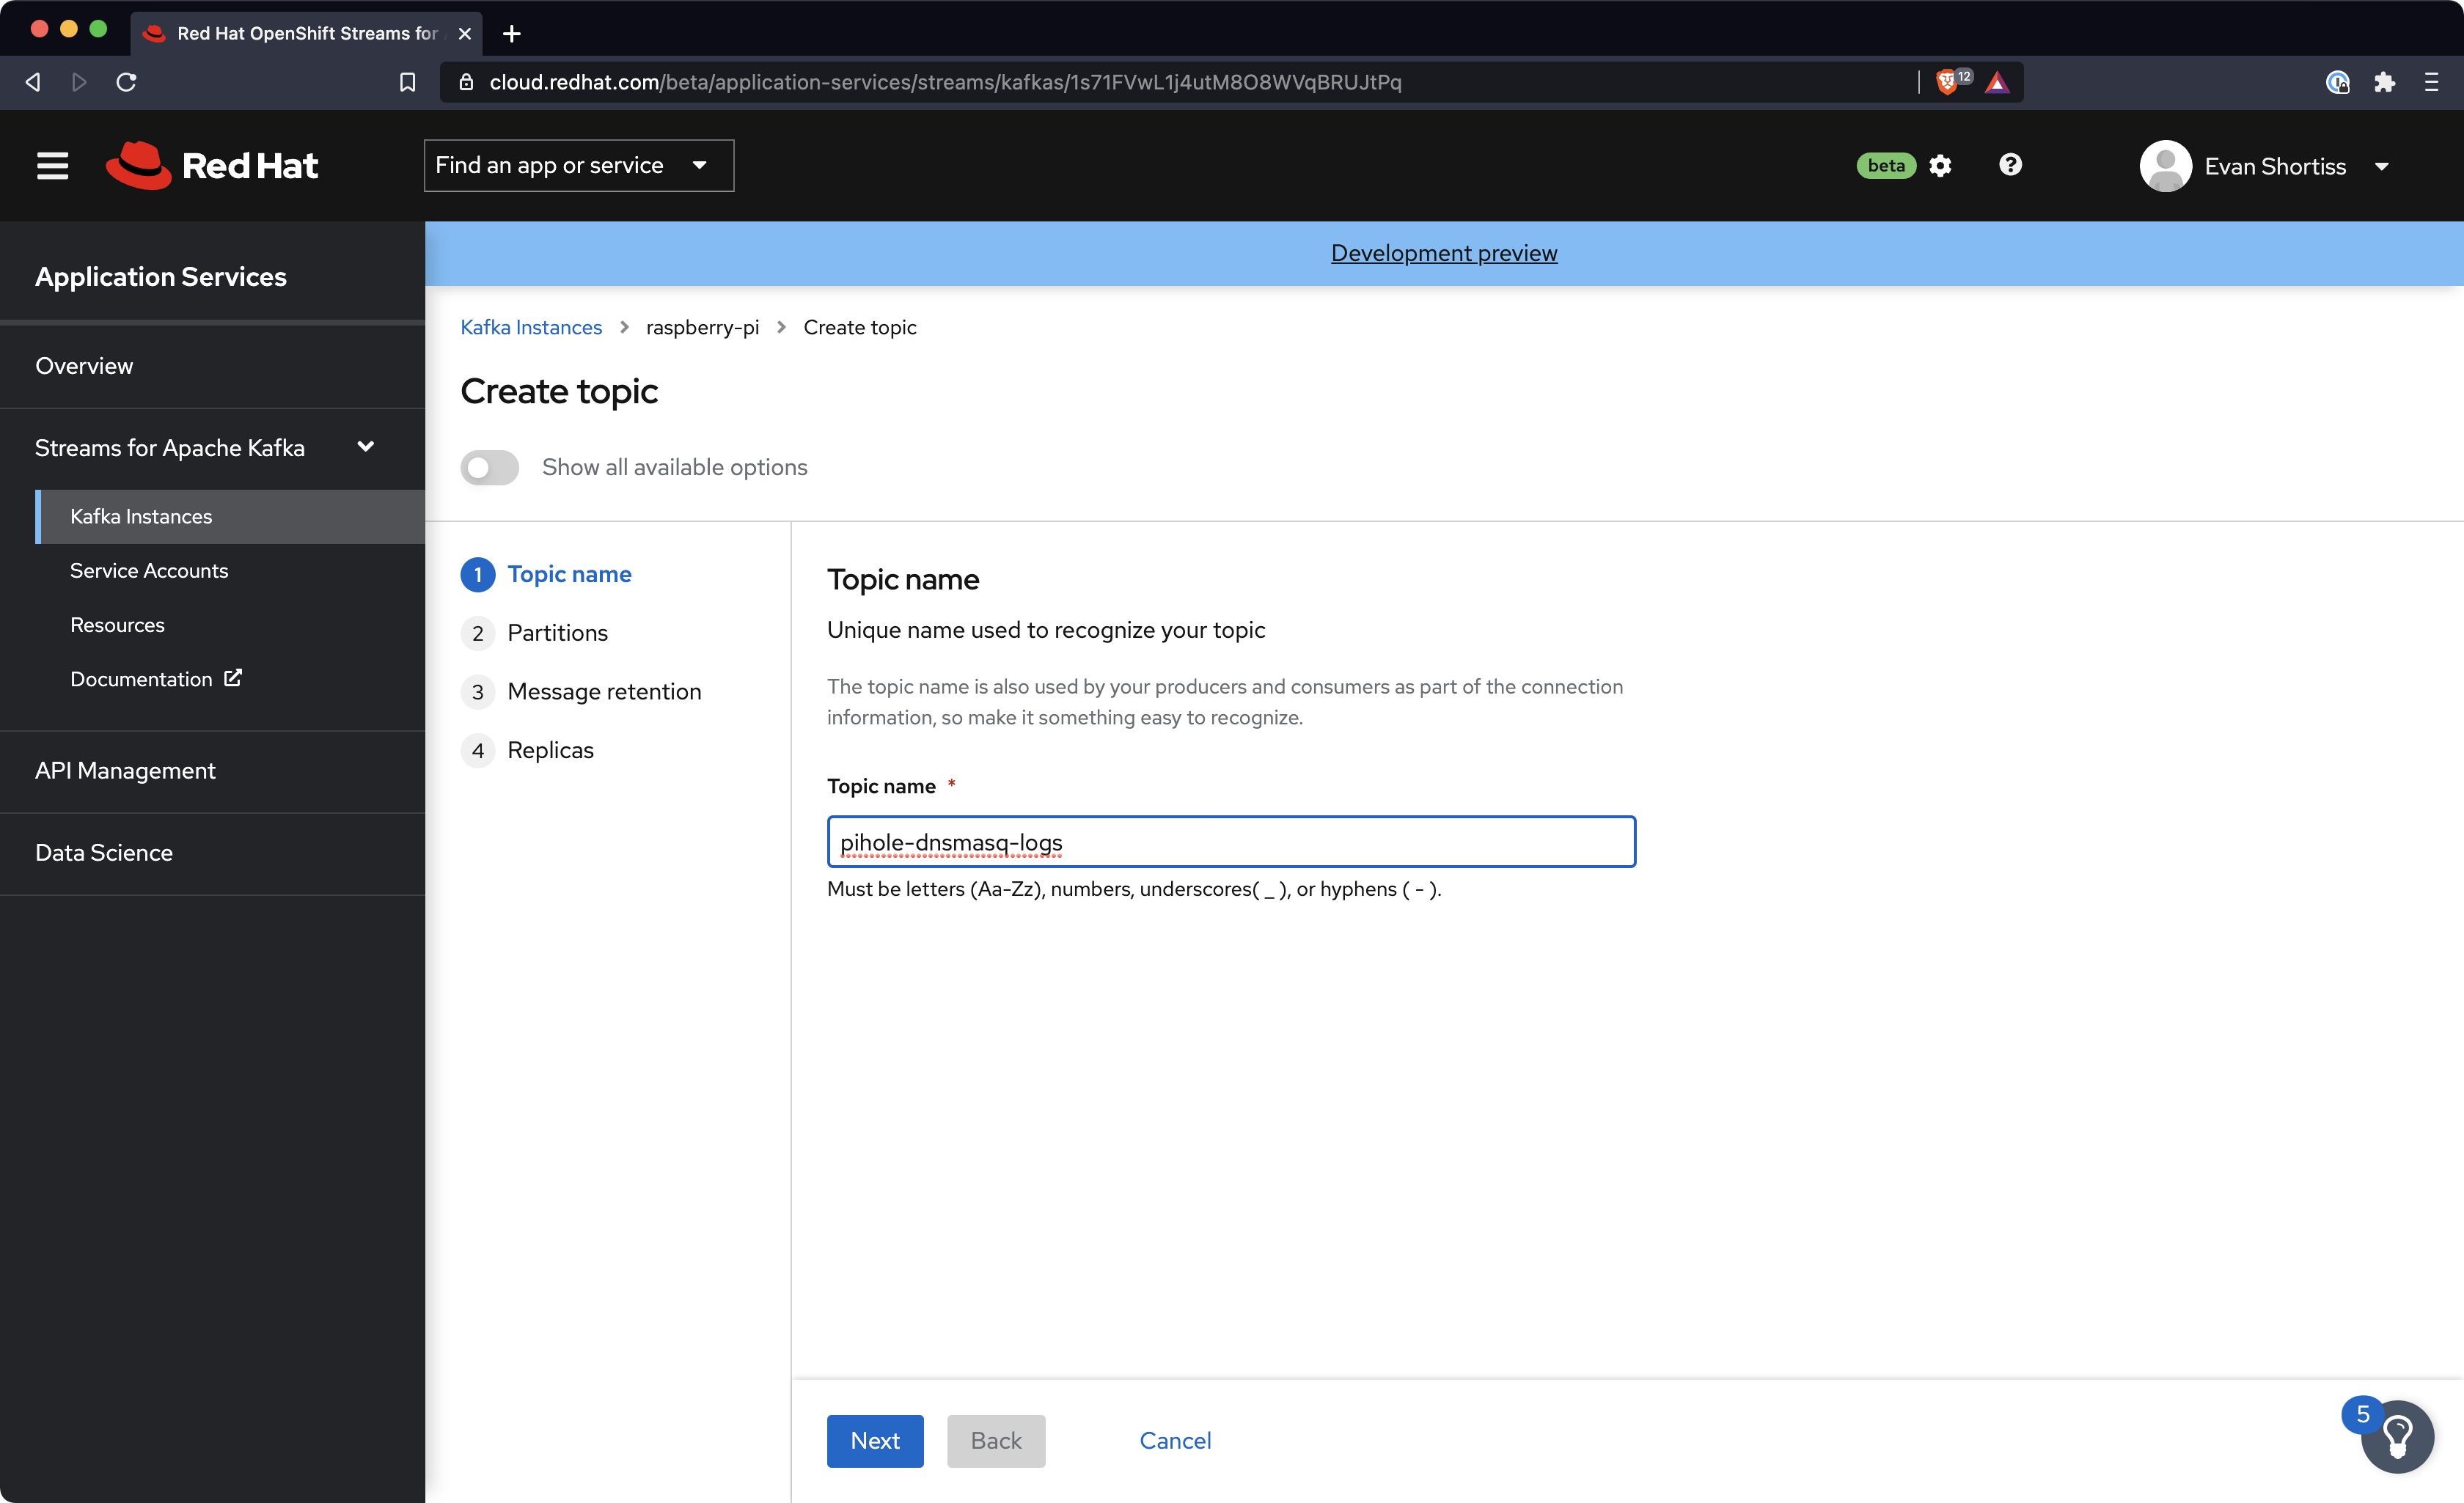 Red Hat OpenShift Streams for
cloud.redhat.com/beta/application-services/streams/kafkas/1s71FVwL1j4utM8O8WVqBRUJtPq
12
Red Hat
Find an app or service
beta
Evan Shortiss
Development preview
Application Services
Overview
Streams for Apache Kafka
Kafka Instances
Service Accounts
Resources
Documentation
API Management
Data Science
Kafka Instances > raspberry-pi > Create topic
Create topic
Show all available options
1 Topic name
2 Partitions
3 Message retention
4 Replicas
Topic name
Unique name used to recognize your topic
The topic name is also used by your producers and consumers as part of the connection
information, so make it something easy to recognize.
Topic name *
pihole-dnsmasq-logs
Must be letters (Aa-Zz), numbers, underscores( _ ), or hyphens ( - ).
Next
Back
Cancel
5